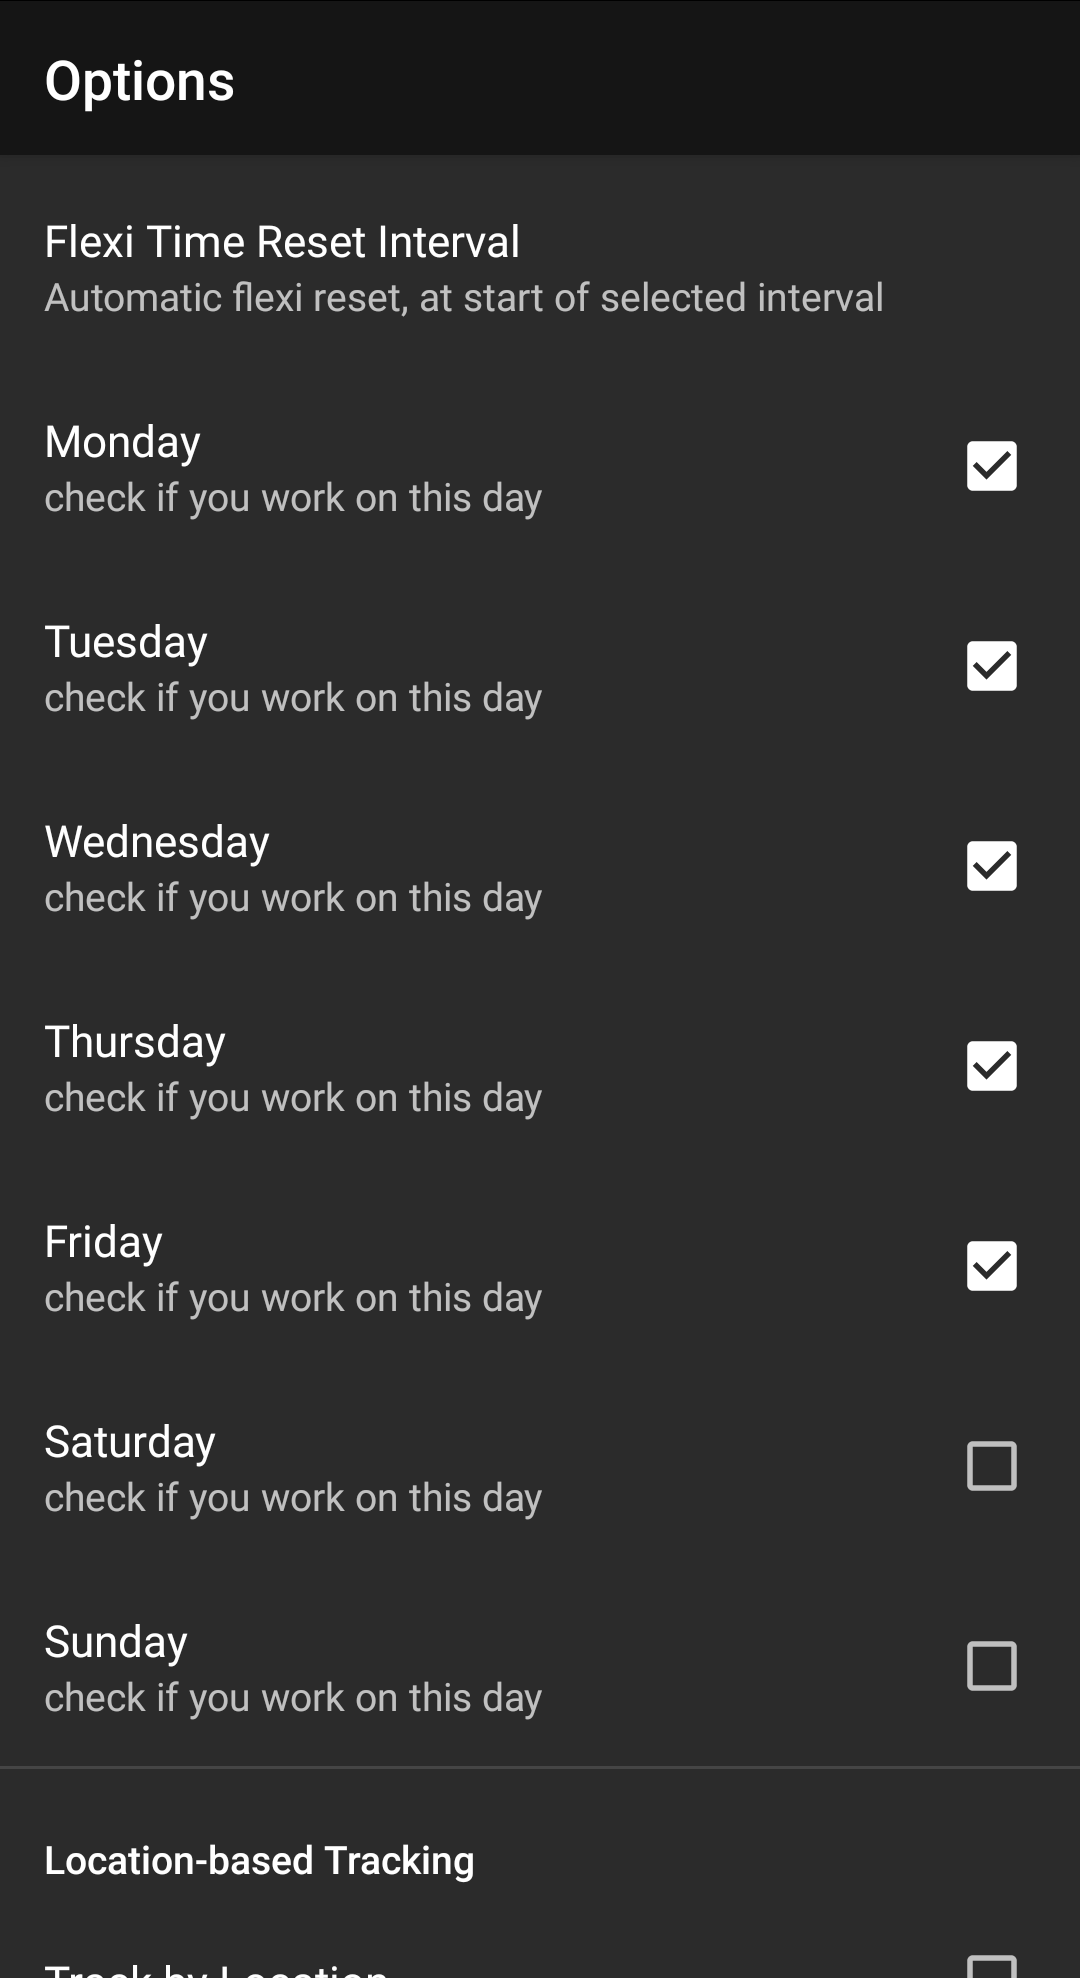 Options
Flexi Time Reset Interval
Automatic flexi reset, at start of selected interval
Monday
check if you work on this day
Tuesday
check if you work on this day
Wednesday
check if you work on this day
Thursday
check if you work on this day
Friday
check if you work on this day
Saturday
check if you work on this day
Sunday
check if you work on this day
Location-based Tracking
Track by Location